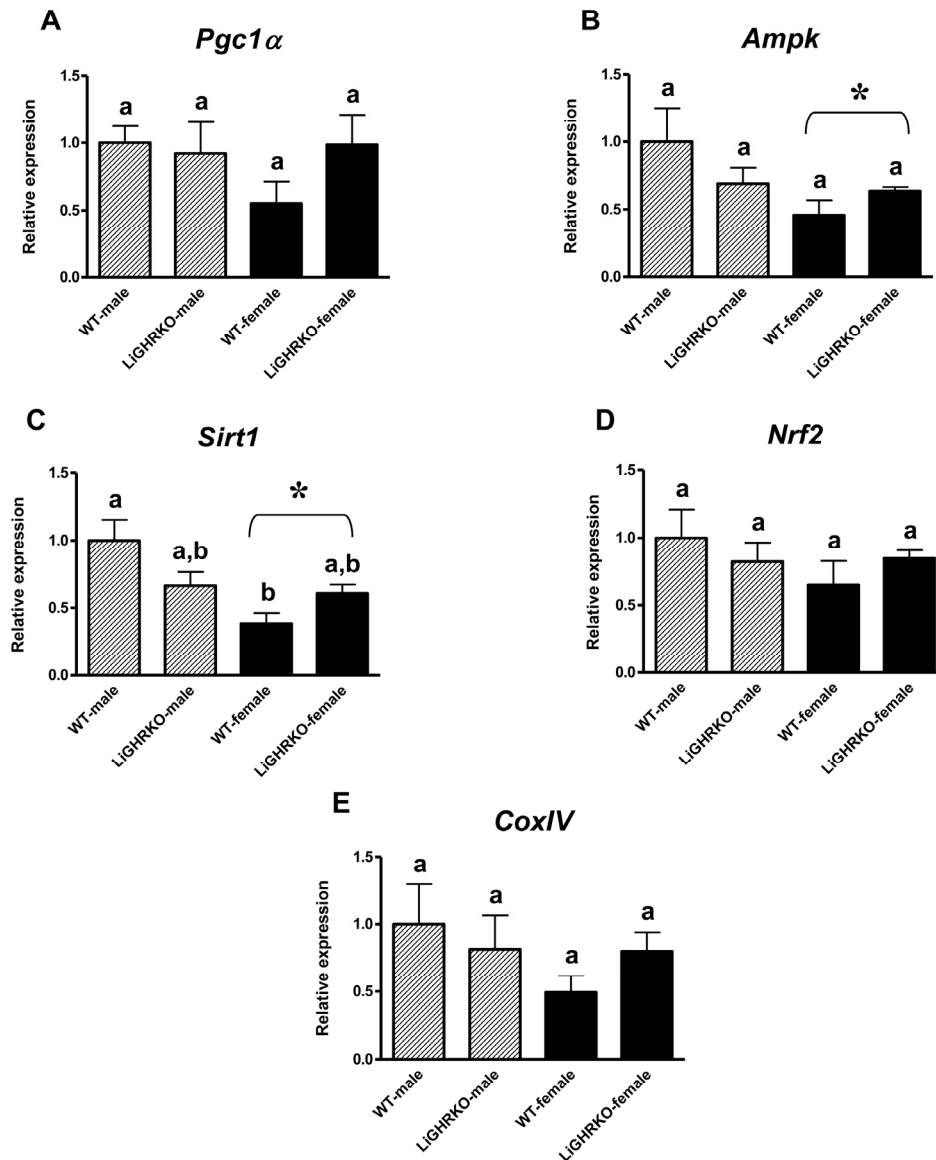 A
Pgc1α
Relative expression
1.5
1.0
0.5
0.0
a
a
a
a
WT-male
LiGHRKO-male
WT-female
LiGHRKO-female
B
Ampk
Relative expression
1.5
1.0
0.5
0.0
a
a
a
a
*
WT-male
LiGHRKO-male
WT-female
LiGHRKO-female
C
Sirt1
Relative expression
1.5
1.0
0.5
0.0
a
a,b
b
a,b
*
WT-male
LiGHRKO-male
WT-female
LiGHRKO-female
D
Nrf2
Relative expression
1.5
1.0
0.5
0.0
a
a
a
a
WT-male
LiGHRKO-male
WT-female
LiGHRKO-female
E
CoxIV
Relative expression
1.5
1.0
0.5
0.0
a
a
a
a
WT-male
LiGHRKO-male
WT-female
LiGHRKO-female